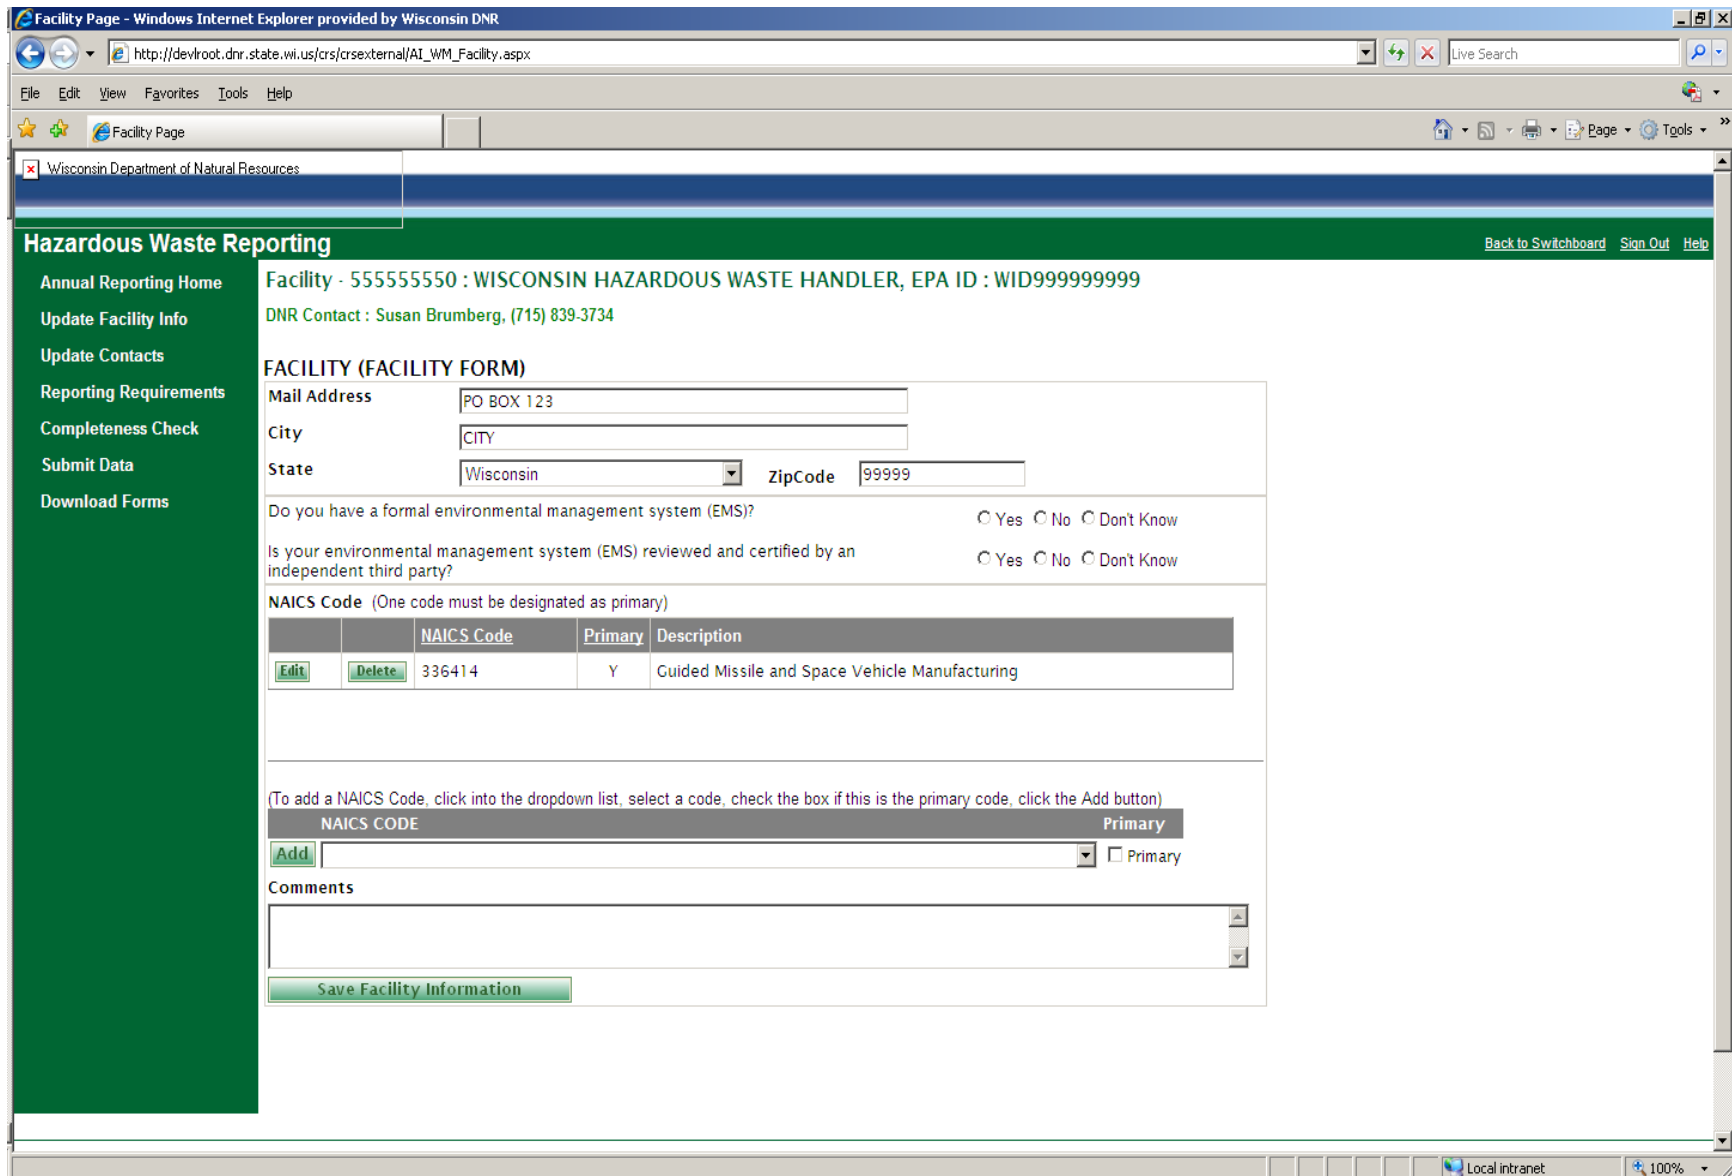 Facility Page - Windows Internet Explorer provided by Wisconsin DNR
http://devlroot.dnr.state.wi.us/crs/crsexternal/AI_WM_Facility.aspx
Live Search
File Edit View Favorites Tools Help
Facility Page
Page Tools
Wisconsin Department of Natural Resources
Hazardous Waste Reporting
Back to Switchboard Sign Out Help
Annual Reporting Home
Update Facility Info
Update Contacts
Reporting Requirements
Completeness Check
Submit Data
Download Forms
Facility - 555555550 : WISCONSIN HAZARDOUS WASTE HANDLER, EPA ID : WID999999999
DNR Contact : Susan Brumberg, (715) 839-3734
FACILITY (FACILITY FORM)
Mail Address PO BOX 123
City CITY
State Wisconsin ZipCode 99999
Do you have a formal environmental management system (EMS)? Yes No Don't Know
Is your environmental management system (EMS) reviewed and certified by an
independent third party? Yes No Don't Know
NAICS Code (One code must be designated as primary)
NAICS Code Primary Description
Edit Delete 336414 Y Guided Missile and Space Vehicle Manufacturing
(To add a NAICS Code, click into the dropdown list, select a code, check the box if this is the primary code, click the Add button)
NAICS CODE Primary
Add Primary
Comments
Save Facility Information
Local intranet 100%